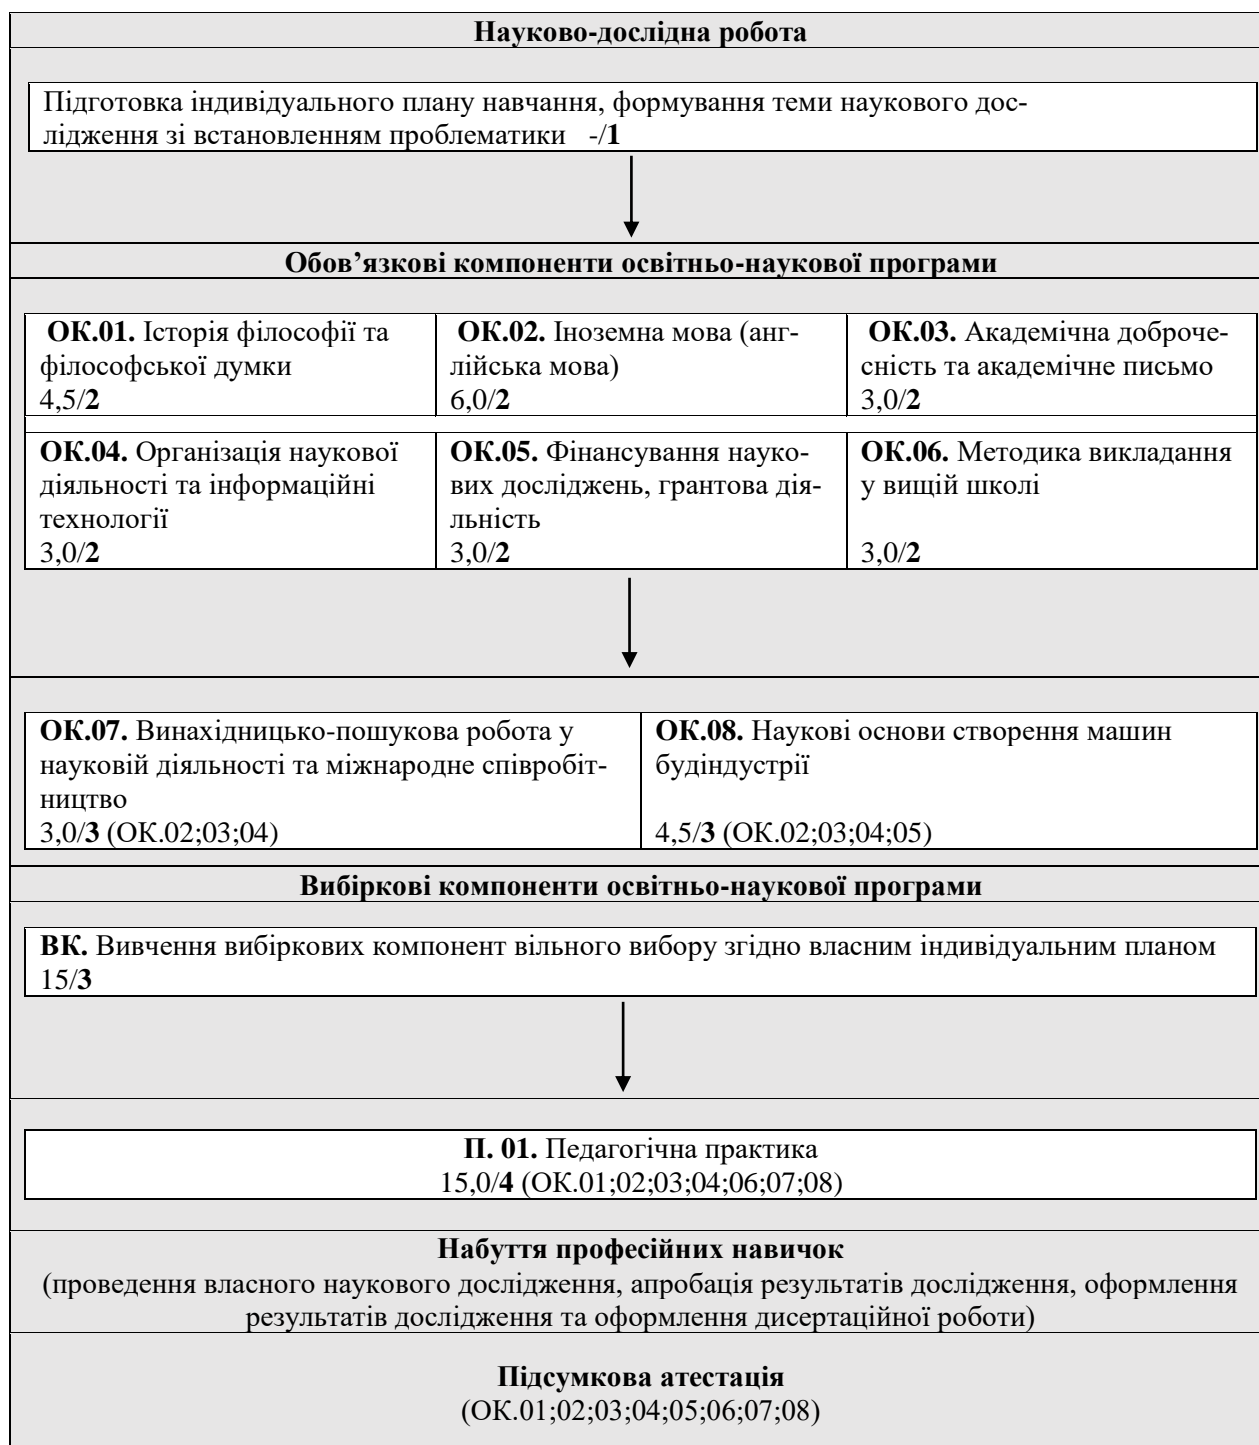 Науково-дослідна робота
Підготовка індивідуального плану навчання, формування теми наукового дос-
лідження зі встановленням проблематики -/1
Обов’язкові компоненти освітньо-наукової програми
ОК.01. Історія філософії та
філософської думки
4,5/2
ОК.02. Іноземна мова (анг-
лійська мова)
6,0/2
ОК.03. Академічна доброче-
сність та академічне письмо
3,0/2
ОК.04. Організація наукової
діяльності та інформаційні
технології
3,0/2
ОК.05. Фінансування науко-
вих досліджень, грантова дія-
льність
3,0/2
ОК.06. Методика викладання
у вищій школі
3,0/2
ОК.07. Винахідницько-пошукова робота у
науковій діяльності та міжнародне співробіт-
ництво
3,0/3 (ОК.02;03;04)
ОК.08. Наукові основи створення машин
будіндустрії
4,5/3 (ОК.02;03;04;05)
Вибіркові компоненти освітньо-наукової програми
ВК. Вивчення вибіркових компонент вільного вибору згідно власним індивідуальним планом
15/3
П. 01. Педагогічна практика
15,0/4 (ОК.01;02;03;04;06;07;08)
Набуття професійних навичок
(проведення власного наукового дослідження, апробація результатів дослідження, оформлення
результатів дослідження та оформлення дисертаційної роботи)
Підсумкова атестація
(ОК.01;02;03;04;05;06;07;08)